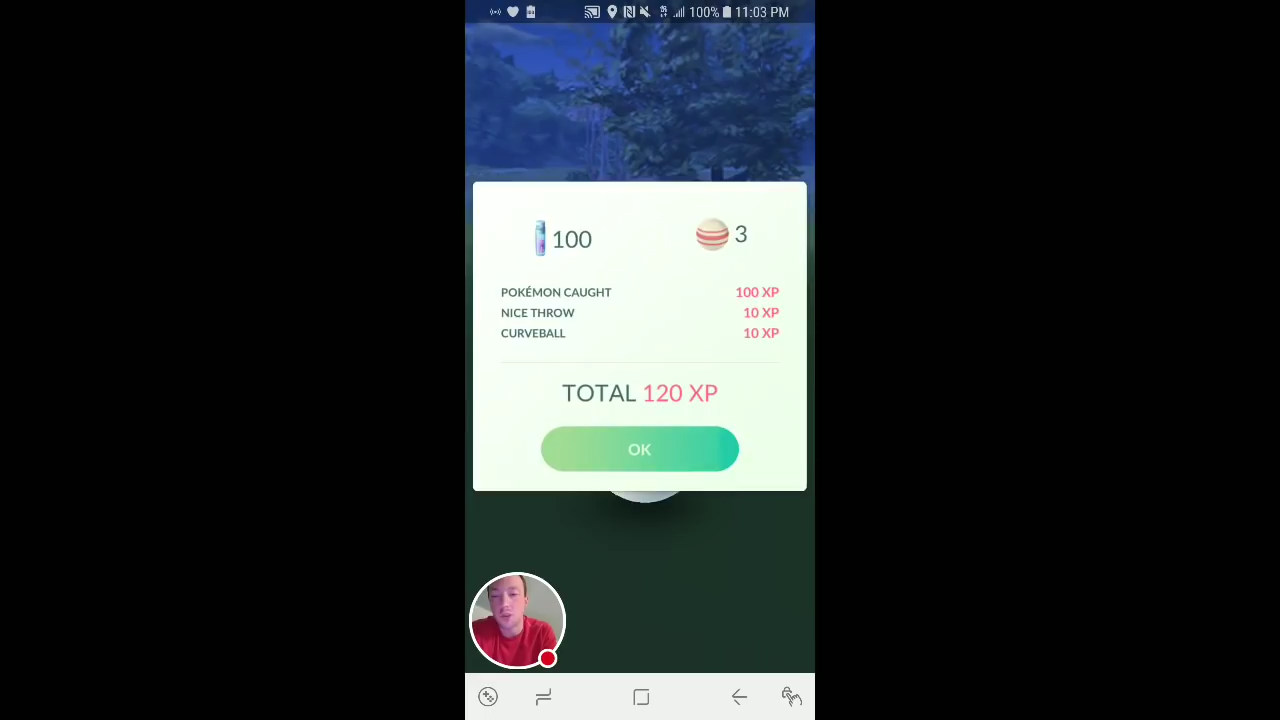 100% 11:03 PM
100 3
POKÉMON CAUGHT 100 XP
NICE THROW 10 XP
CURVEBALL 10 XP
TOTAL 120 XP
OK